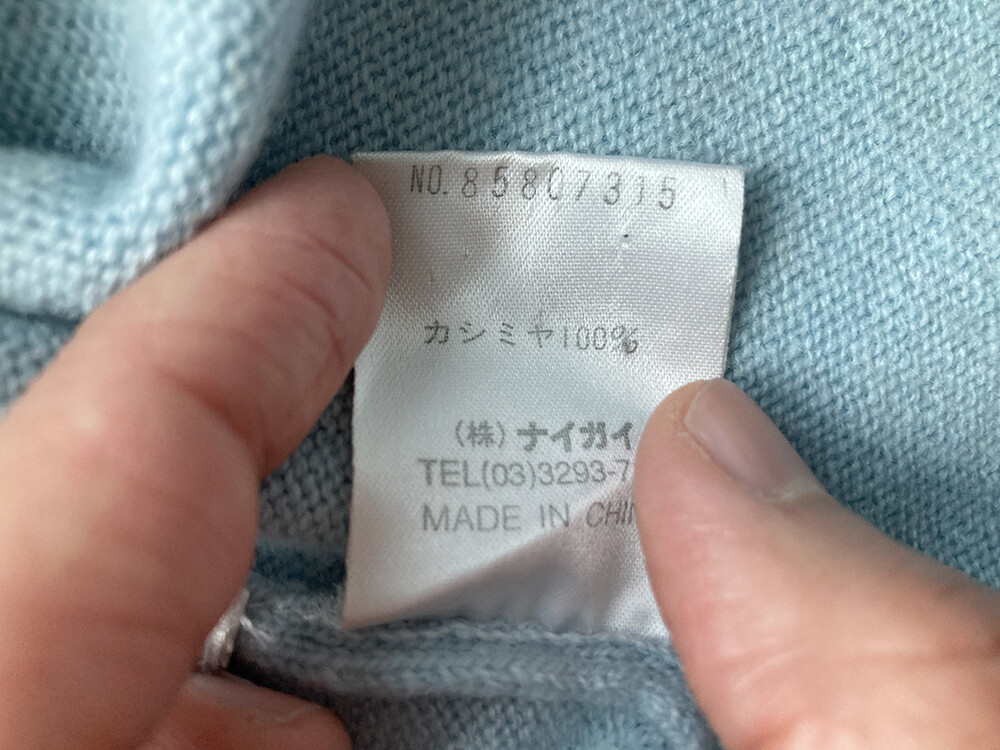 NO.85807315
カシミヤ100%
(株)ナイガイ
TEL(03)3293-7
MADE IN CHIN